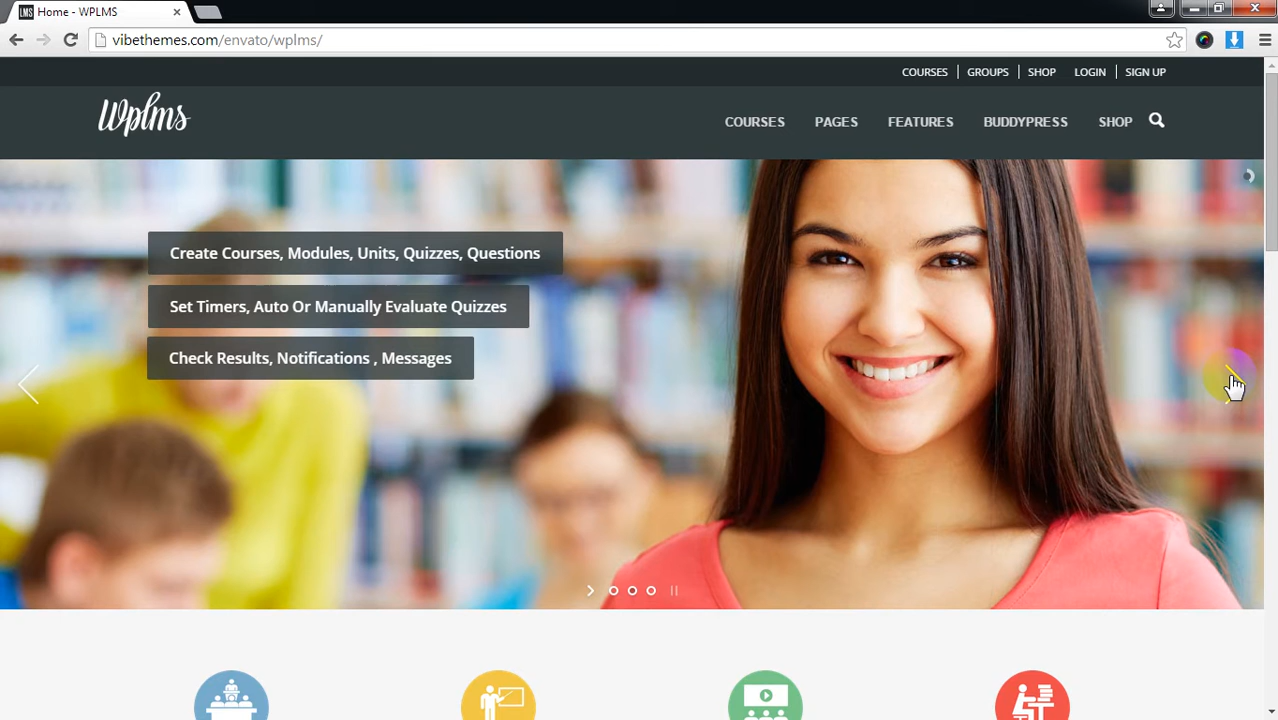 LMS Home - WPLMS
vibethemes.com/envato/wplms/
COURSES GROUPS SHOP LOGIN SIGN UP
Wplms
COURSES PAGES FEATURES BUDDYPRESS SHOP
Create Courses, Modules, Units, Quizzes, Questions
Set Timers, Auto Or Manually Evaluate Quizzes
Check Results, Notifications , Messages